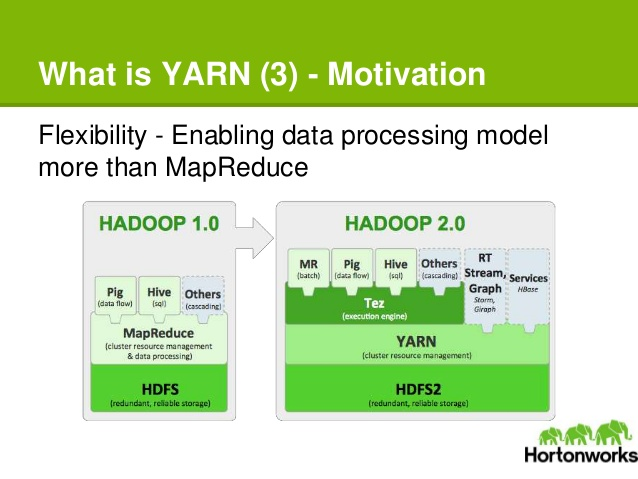 What is YARN (3) - Motivation
Flexibility - Enabling data processing model
more than MapReduce
HADOOP 1.0
Pig
(data flow)
Hive
(sql)
Others
(cascading)
MapReduce
(cluster resource management
& data processing)
HDFS
(redundant, reliable storage)
HADOOP 2.0
MR
(batch)
Pig
(data flow)
Hive
(sql)
Others
(cascading)
RT
Stream,
Graph
Storm,
Giraph
Services
HBase
Tez
(execution engine)
YARN
(cluster resource management)
HDFS2
(redundant, reliable storage)
Hortonworks